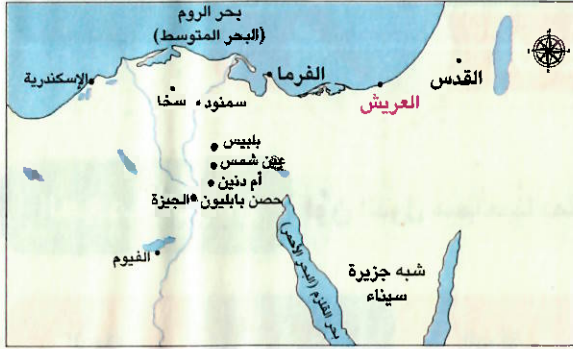 بحر الروم
(البحر المتوسط)
القدس
الفرما
العريش
الإسكندرية
سخا
سمنود
بلبيس
عين شمس
أم دنين
حصن بابليون
الجيزة
الفيوم
شبه جزيرة
سيناء
بحر القلزم (البحر الأحمر)